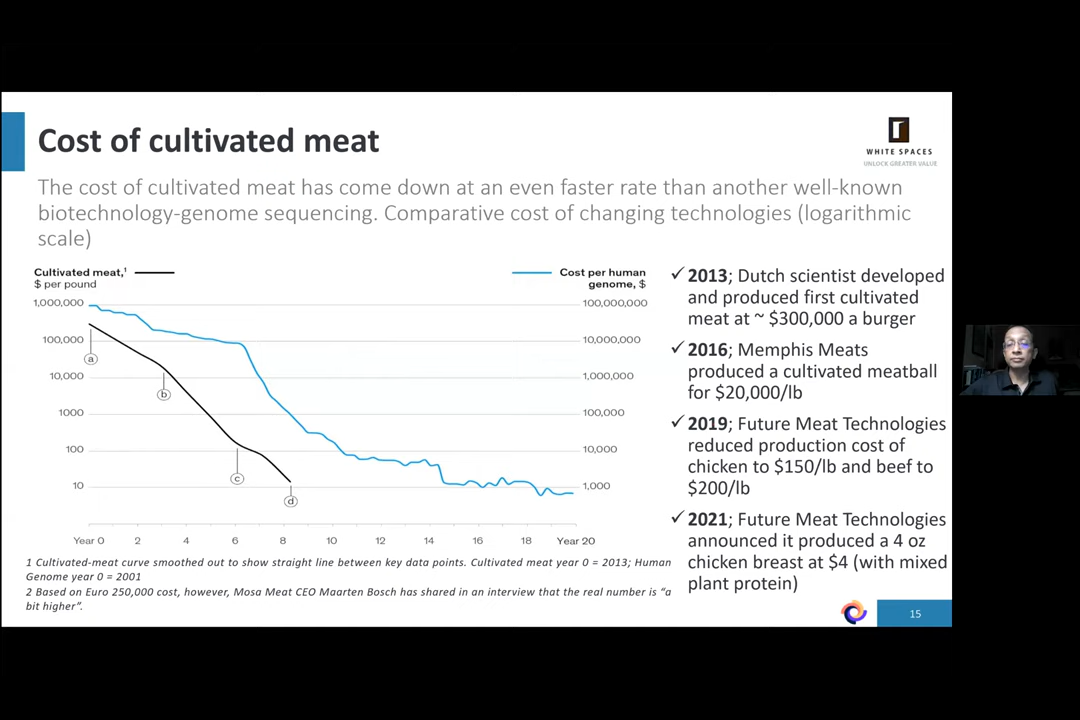 Cost of cultivated meat
WHITE SPACES
UNLOCK GREATER VALUE
The cost of cultivated meat has come down at an even faster rate than another well-known
biotechnology-genome sequencing. Comparative cost of changing technologies (logarithmic
scale)
Cultivated meat,¹
$ per pound
Cost per human
genome, $
1,000,000
100,000
10,000
1000
100
10
100,000,000
10,000,000
1,000,000
100,000
10,000
1,000
a
b
c
d
Year 0 2 4 6 8 10 12 14 16 18 Year 20
1 Cultivated-meat curve smoothed out to show straight line between key data points. Cultivated meat year 0 = 2013; Human
Genome year 0 = 2001
2 Based on Euro 250,000 cost, however, Mosa Meat CEO Maarten Bosch has shared in an interview that the real number is “a
bit higher”.
✓ 2013; Dutch scientist developed
and produced first cultivated
meat at ~ $300,000 a burger
✓ 2016; Memphis Meats
produced a cultivated meatball
for $20,000/lb
✓ 2019; Future Meat Technologies
reduced production cost of
chicken to $150/lb and beef to
$200/lb
✓ 2021; Future Meat Technologies
announced it produced a 4 oz
chicken breast at $4 (with mixed
plant protein)
15